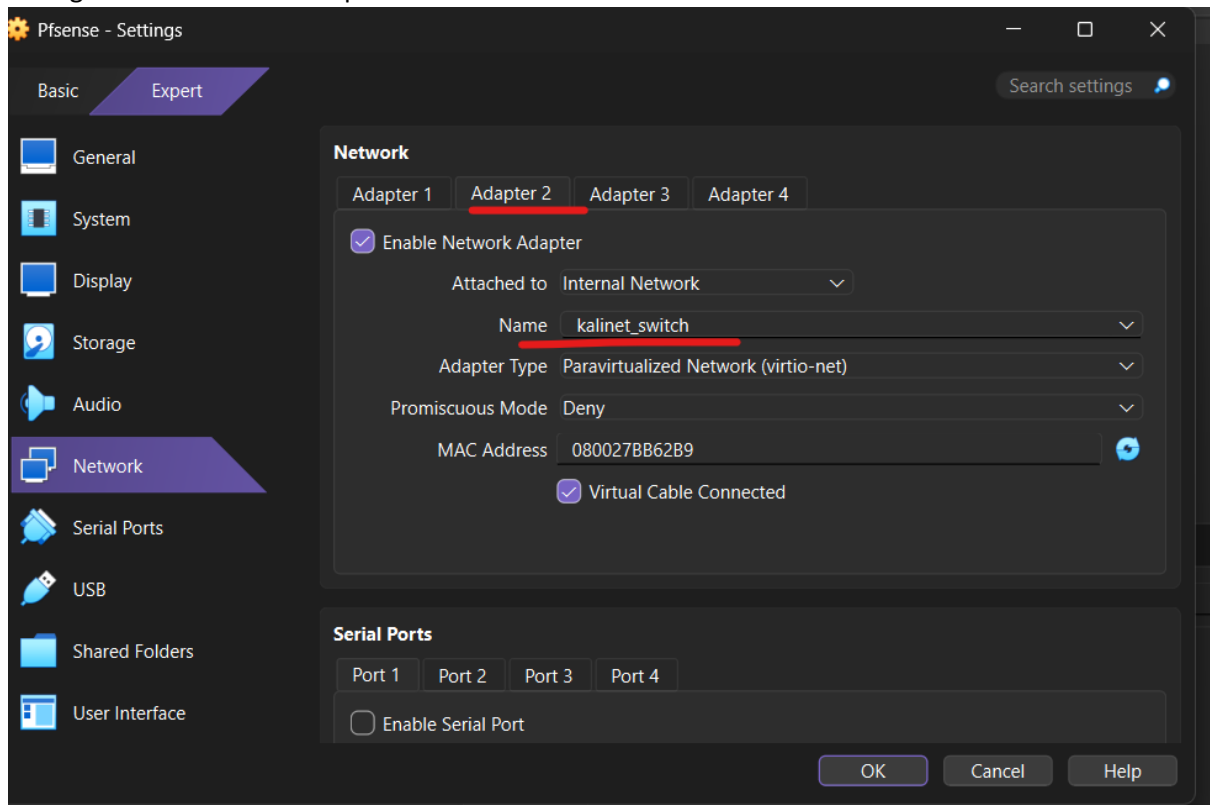 Pfsense - Settings
Basic Expert Search settings
General
System
Display
Storage
Audio
Network
Serial Ports
USB
Shared Folders
User Interface
Network
Adapter 1 Adapter 2 Adapter 3 Adapter 4
Enable Network Adapter
Attached to Internal Network
Name kalinet_switch
Adapter Type Paravirtualized Network (virtio-net)
Promiscuous Mode Deny
MAC Address 080027BB62B9
Virtual Cable Connected
Serial Ports
Port 1 Port 2 Port 3 Port 4
Enable Serial Port
OK Cancel Help